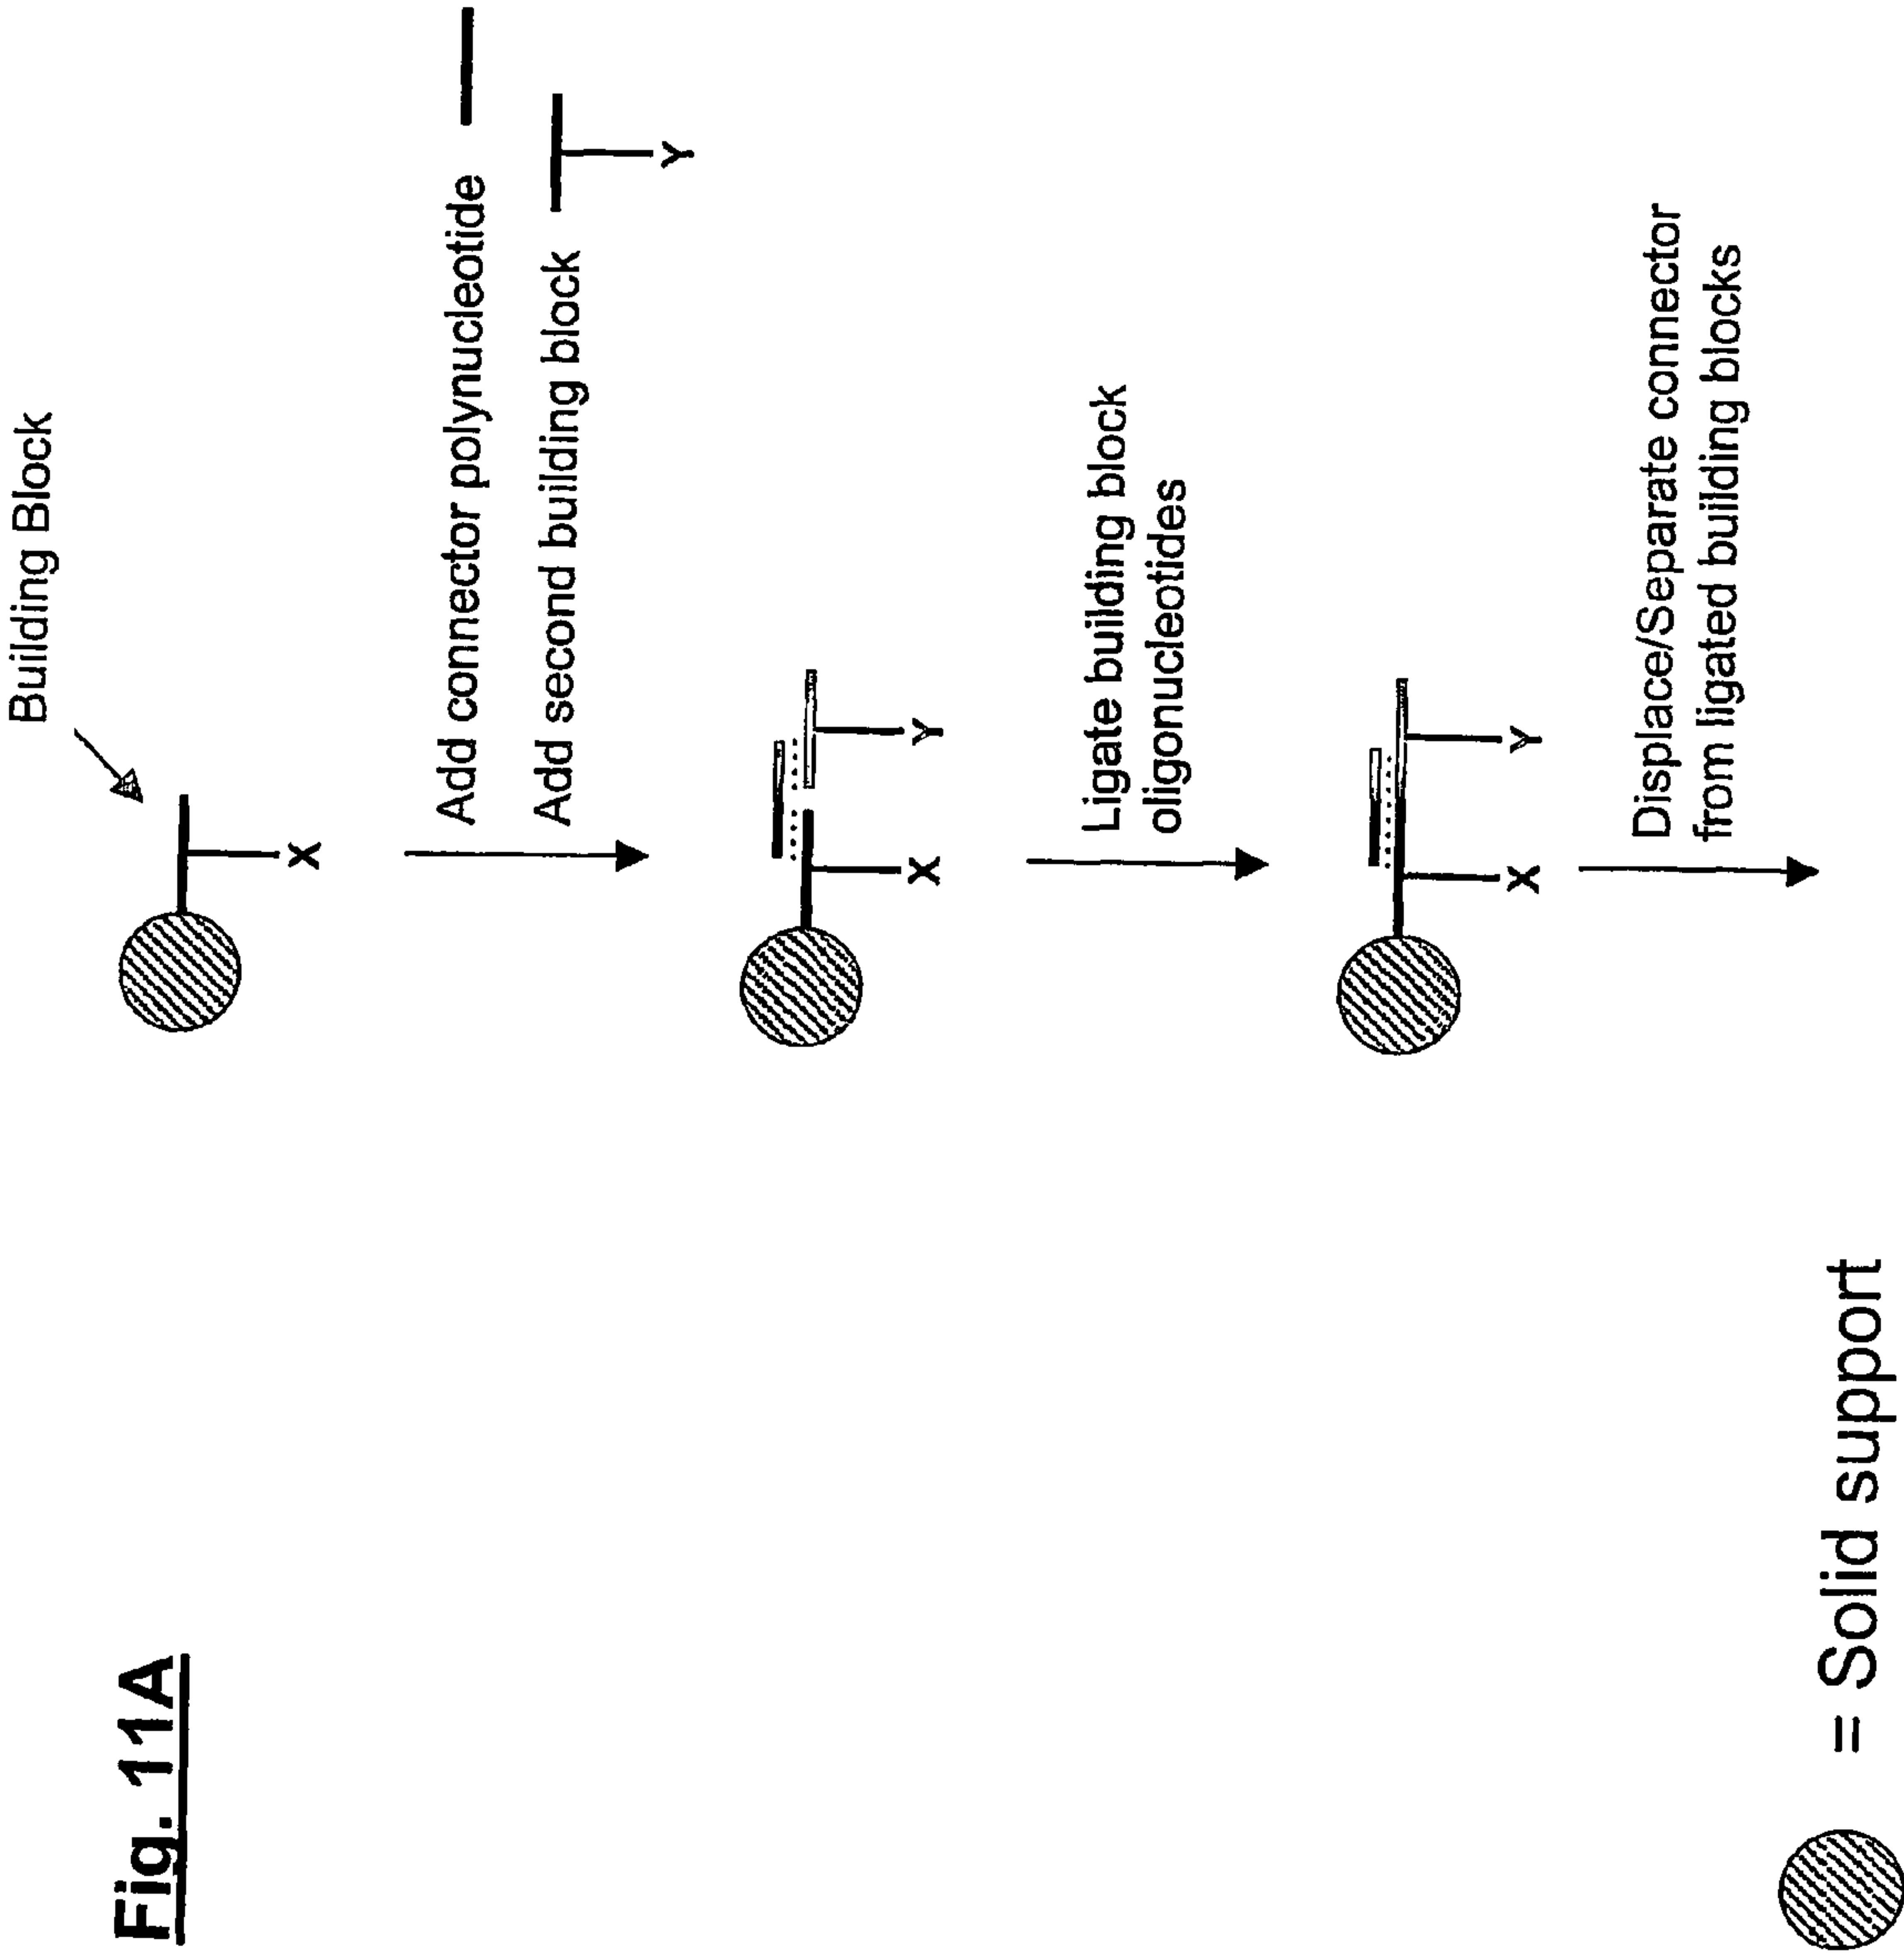 Fig. 11A
Building Block
X
Add connector polynucleotide
Add second building block
Y
X
Y
Ligate building block
oligonucleotides
X
Y
Displace/Separate connector
from ligated building blocks
= Solid support